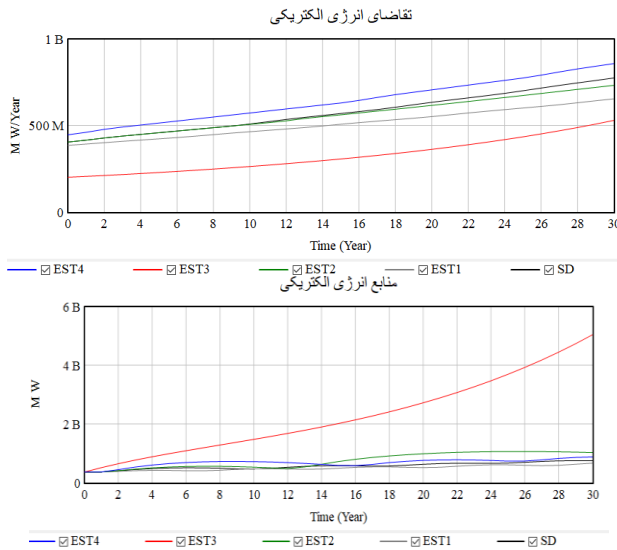 تقاضای انرژی الکتریکی
1 B
500 M
0
M W/Year
0 2 4 6 8 10 12 14 16 18 20 22 24 26 28 30
Time (Year)
EST4 EST3 EST2 EST1 SD
منابع انرژی الکتریکی
6 B
4 B
2 B
0
M W
0 2 4 6 8 10 12 14 16 18 20 22 24 26 28 30
Time (Year)
EST4 EST3 EST2 EST1 SD